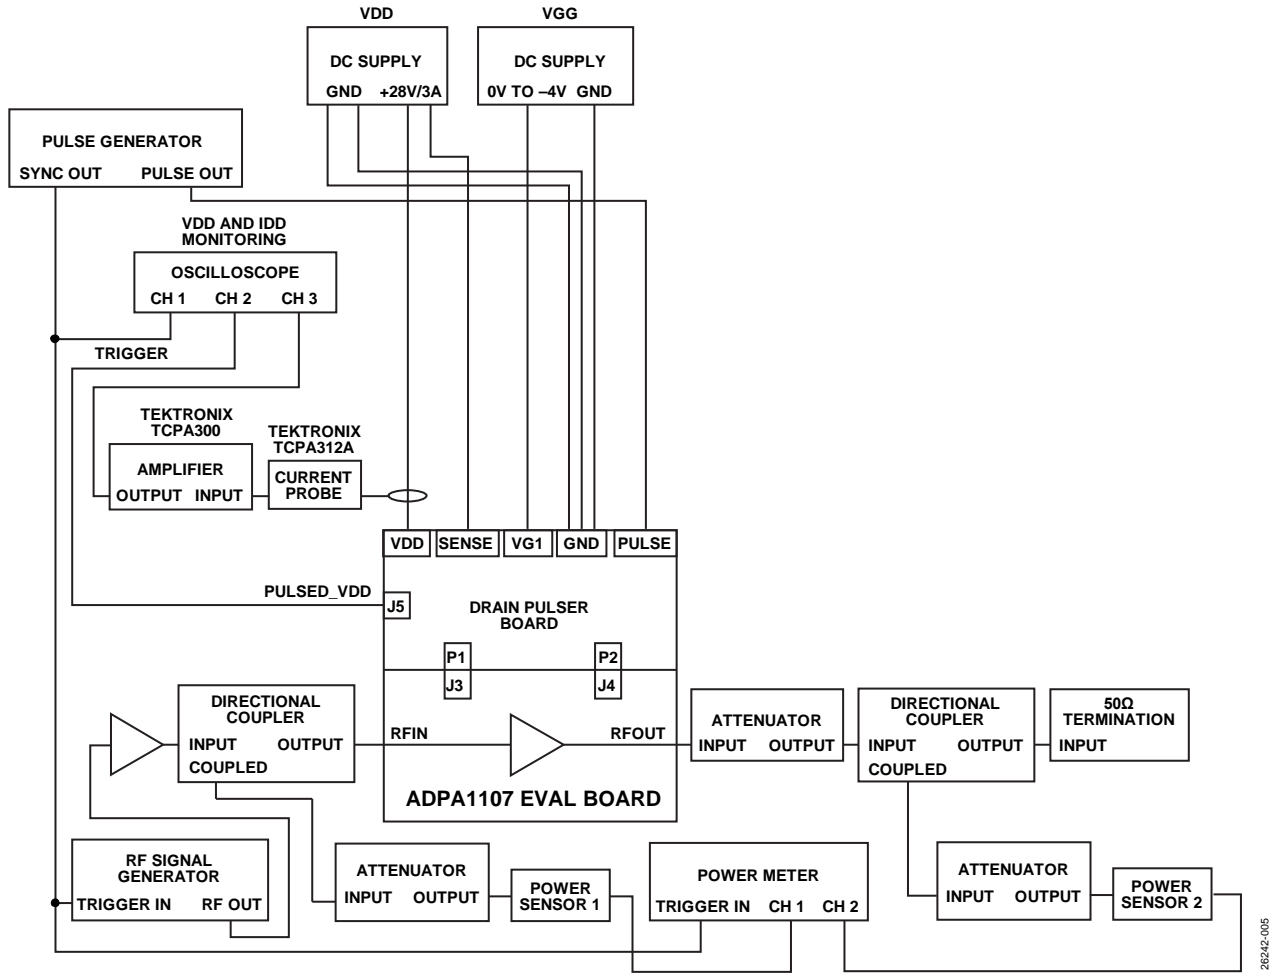 VDD
DC SUPPLY
GND +28V/3A
VGG
DC SUPPLY
0V TO –4V GND
PULSE GENERATOR
SYNC OUT PULSE OUT
VDD AND IDD
MONITORING
OSCILLOSCOPE
CH 1 CH 2 CH 3
TRIGGER
TEKTRONIX
TCPA300
AMPLIFIER
OUTPUT INPUT
TEKTRONIX
TCPA312A
CURRENT
PROBE
VDD SENSE VG1 GND PULSE
PULSED_VDD
J5
DRAIN PULSER
BOARD
P1 P2
J3 J4
DIRECTIONAL
COUPLER
INPUT OUTPUT
COUPLED
RFIN RFOUT
ADPA1107 EVAL BOARD
ATTENUATOR
INPUT OUTPUT
DIRECTIONAL
COUPLER
INPUT OUTPUT
COUPLED
50Ω
TERMINATION
INPUT
RF SIGNAL
GENERATOR
TRIGGER IN RF OUT
ATTENUATOR
INPUT OUTPUT
POWER
SENSOR 1
POWER METER
TRIGGER IN CH 1 CH 2
ATTENUATOR
INPUT OUTPUT
POWER
SENSOR 2
26242-005